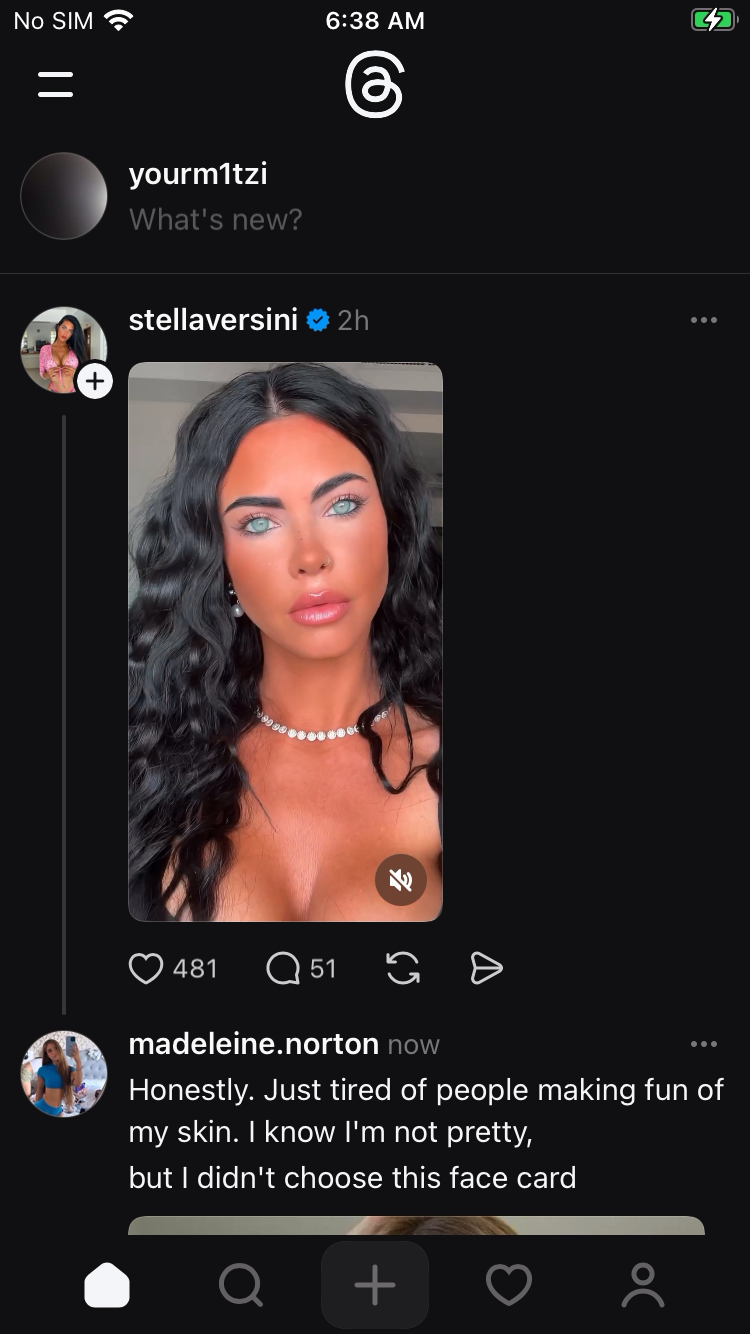 No SIM 6:38 AM
yourm1tzi
What's new?
stellaversini 2h
481 51
madeleine.norton now
Honestly. Just tired of people making fun of
my skin. I know I'm not pretty,
but I didn't choose this face card